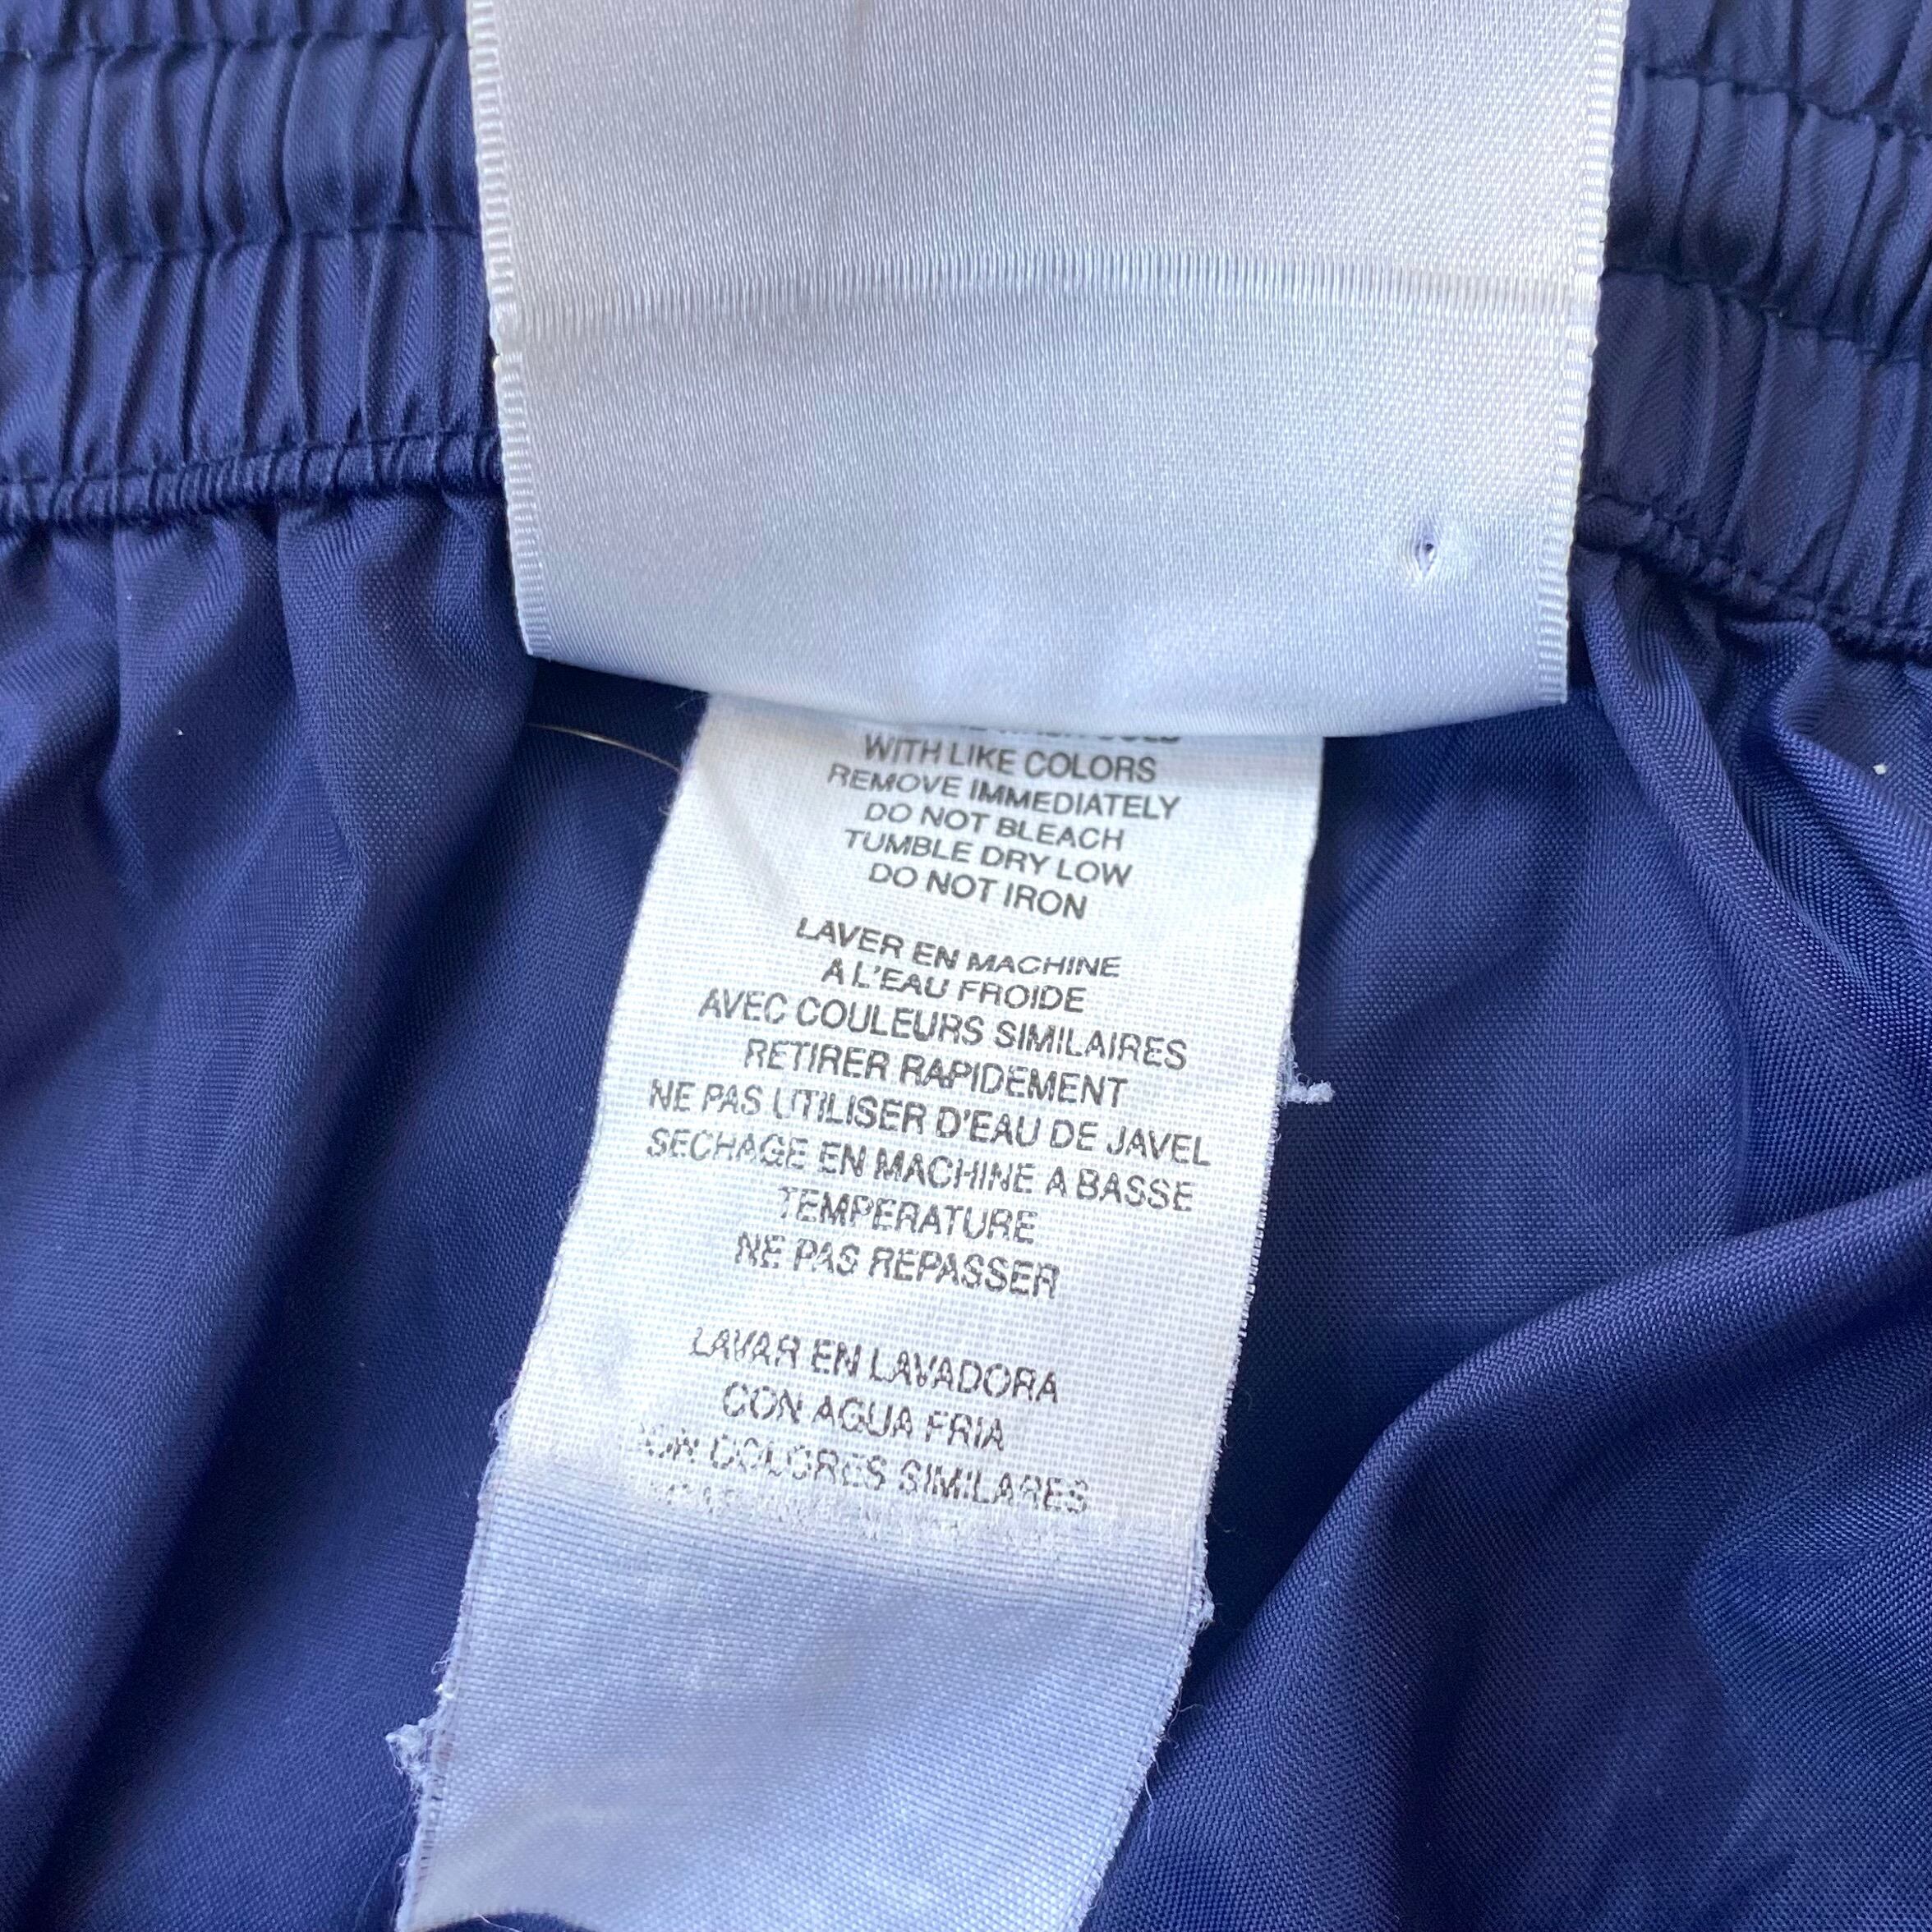 WITH LIKE COLORS
REMOVE IMMEDIATELY
DO NOT BLEACH
TUMBLE DRY LOW
DO NOT IRON
LAVER EN MACHINE
A L'EAU FROIDE
AVEC COULEURS SIMILAIRES
RETIRER RAPIDEMENT
NE PAS UTILISER D'EAU DE JAVEL
SECHAGE EN MACHINE A BASSE
TEMPERATURE
NE PAS REPASSER
LAVAR EN LAVADORA
CON AGUA FRIA
CON COLORES SIMILARES